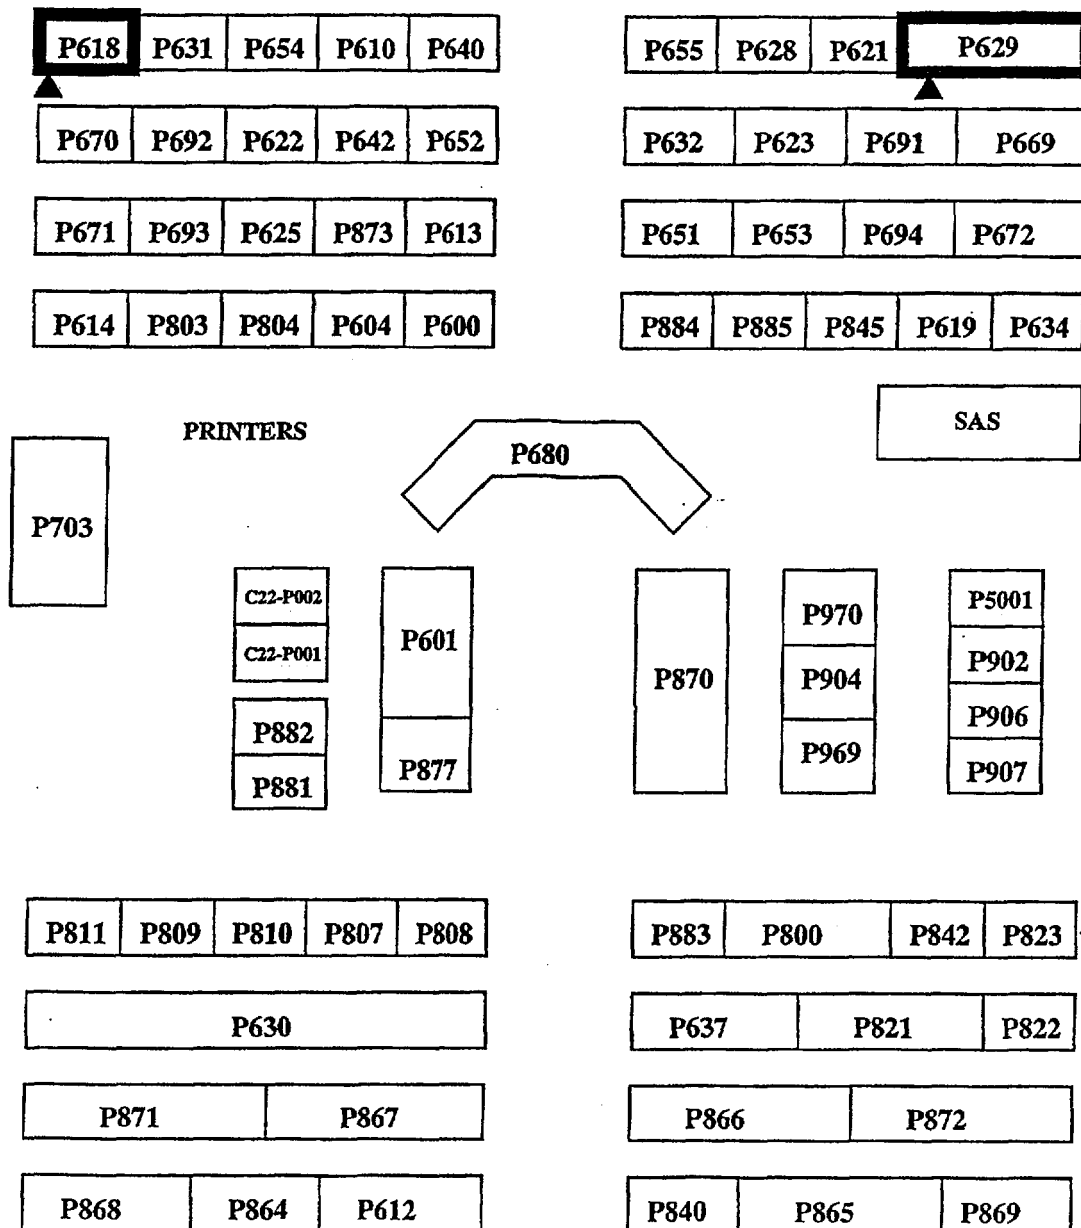 P618 P631 P654 P610 P640 P655 P628 P621 P629
P670 P692 P622 P642 P652 P632 P623 P691 P669
P671 P693 P625 P873 P613 P651 P653 P694 P672
P614 P803 P804 P604 P600 P884 P885 P845 P619 P634
PRINTERS P680 SAS
P703
C22-P002 P601 P870 P970 P5001
C22-P001 P904 P902
P882 P877 P969 P906
P881 P907
P811 P809 P810 P807 P808 P883 P800 P842 P823
P630 P637 P821 P822
P871 P867 P866 P872
P868 P864 P612 P840 P865 P869